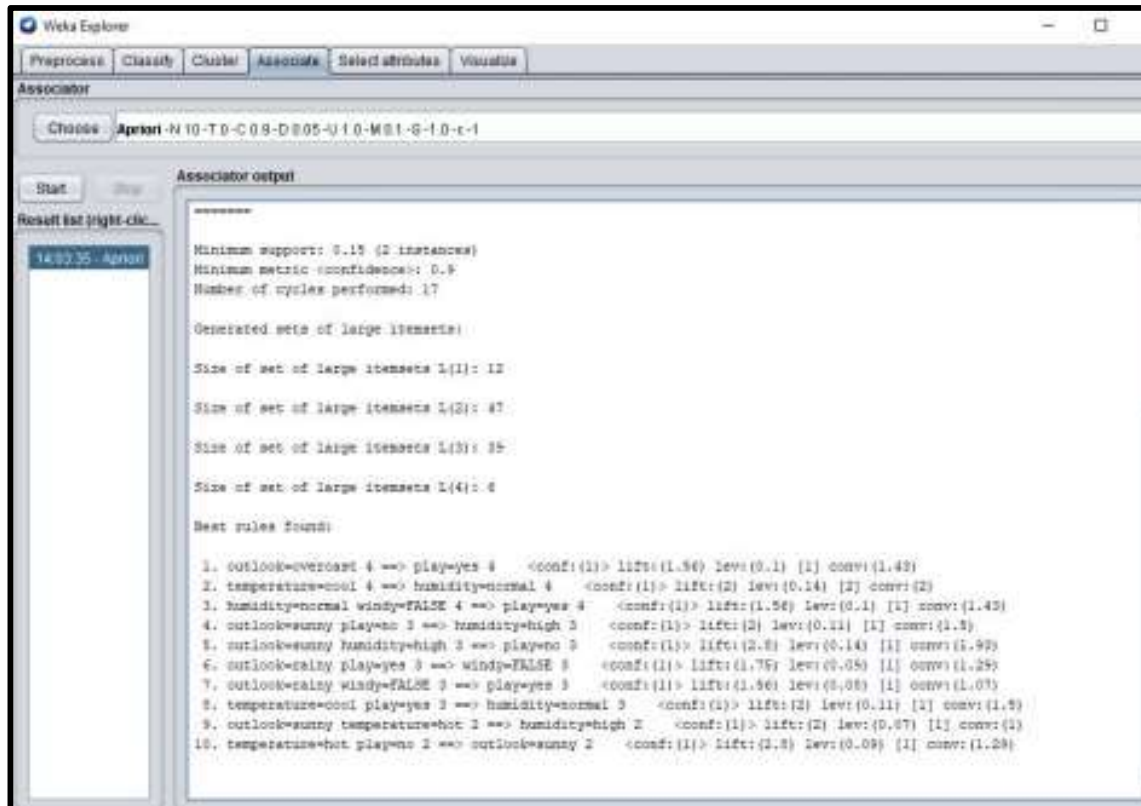 Weka Explorer
Preprocess Classify Cluster Associate Select attributes Visualize
Associator
Choose Apriori -N 10 -T 0 -C 0.9 -D 0.05 -U 1.0 -M 0.1 -S -1.0 -c -1
Start Stop
Associator output
Result list (right-clic...
14:03:35 - Apriori
=======
Minimum support: 0.15 (2 instances)
Minimum metric <confidence>: 0.9
Number of cycles performed: 17
Generated sets of large itemsets:
Size of set of large itemsets L(1): 12
Size of set of large itemsets L(2): 47
Size of set of large itemsets L(3): 39
Size of set of large itemsets L(4): 6
Best rules found:
1. outlook=overcast 4 ==> play=yes 4 <conf:(1)> lift:(1.56) lev:(0.1) [1] conv:(1.43)
2. temperature=cool 4 ==> humidity=normal 4 <conf:(1)> lift:(2) lev:(0.14) [2] conv:(2)
3. humidity=normal windy=FALSE 4 ==> play=yes 4 <conf:(1)> lift:(1.56) lev:(0.1) [1] conv:(1.43)
4. outlook=sunny play=no 3 ==> humidity=high 3 <conf:(1)> lift:(2) lev:(0.11) [1] conv:(1.5)
5. outlook=sunny humidity=high 3 ==> play=no 3 <conf:(1)> lift:(2.8) lev:(0.14) [1] conv:(1.93)
6. outlook=rainy play=yes 3 ==> windy=FALSE 3 <conf:(1)> lift:(1.75) lev:(0.09) [1] conv:(1.29)
7. outlook=rainy windy=FALSE 3 ==> play=yes 3 <conf:(1)> lift:(1.56) lev:(0.08) [1] conv:(1.07)
8. temperature=cool play=yes 3 ==> humidity=normal 3 <conf:(1)> lift:(2) lev:(0.11) [1] conv:(1.5)
9. outlook=sunny temperature=hot 2 ==> humidity=high 2 <conf:(1)> lift:(2) lev:(0.07) [1] conv:(1)
10. temperature=hot play=no 2 ==> outlook=sunny 2 <conf:(1)> lift:(2.8) lev:(0.09) [1] conv:(1.29)